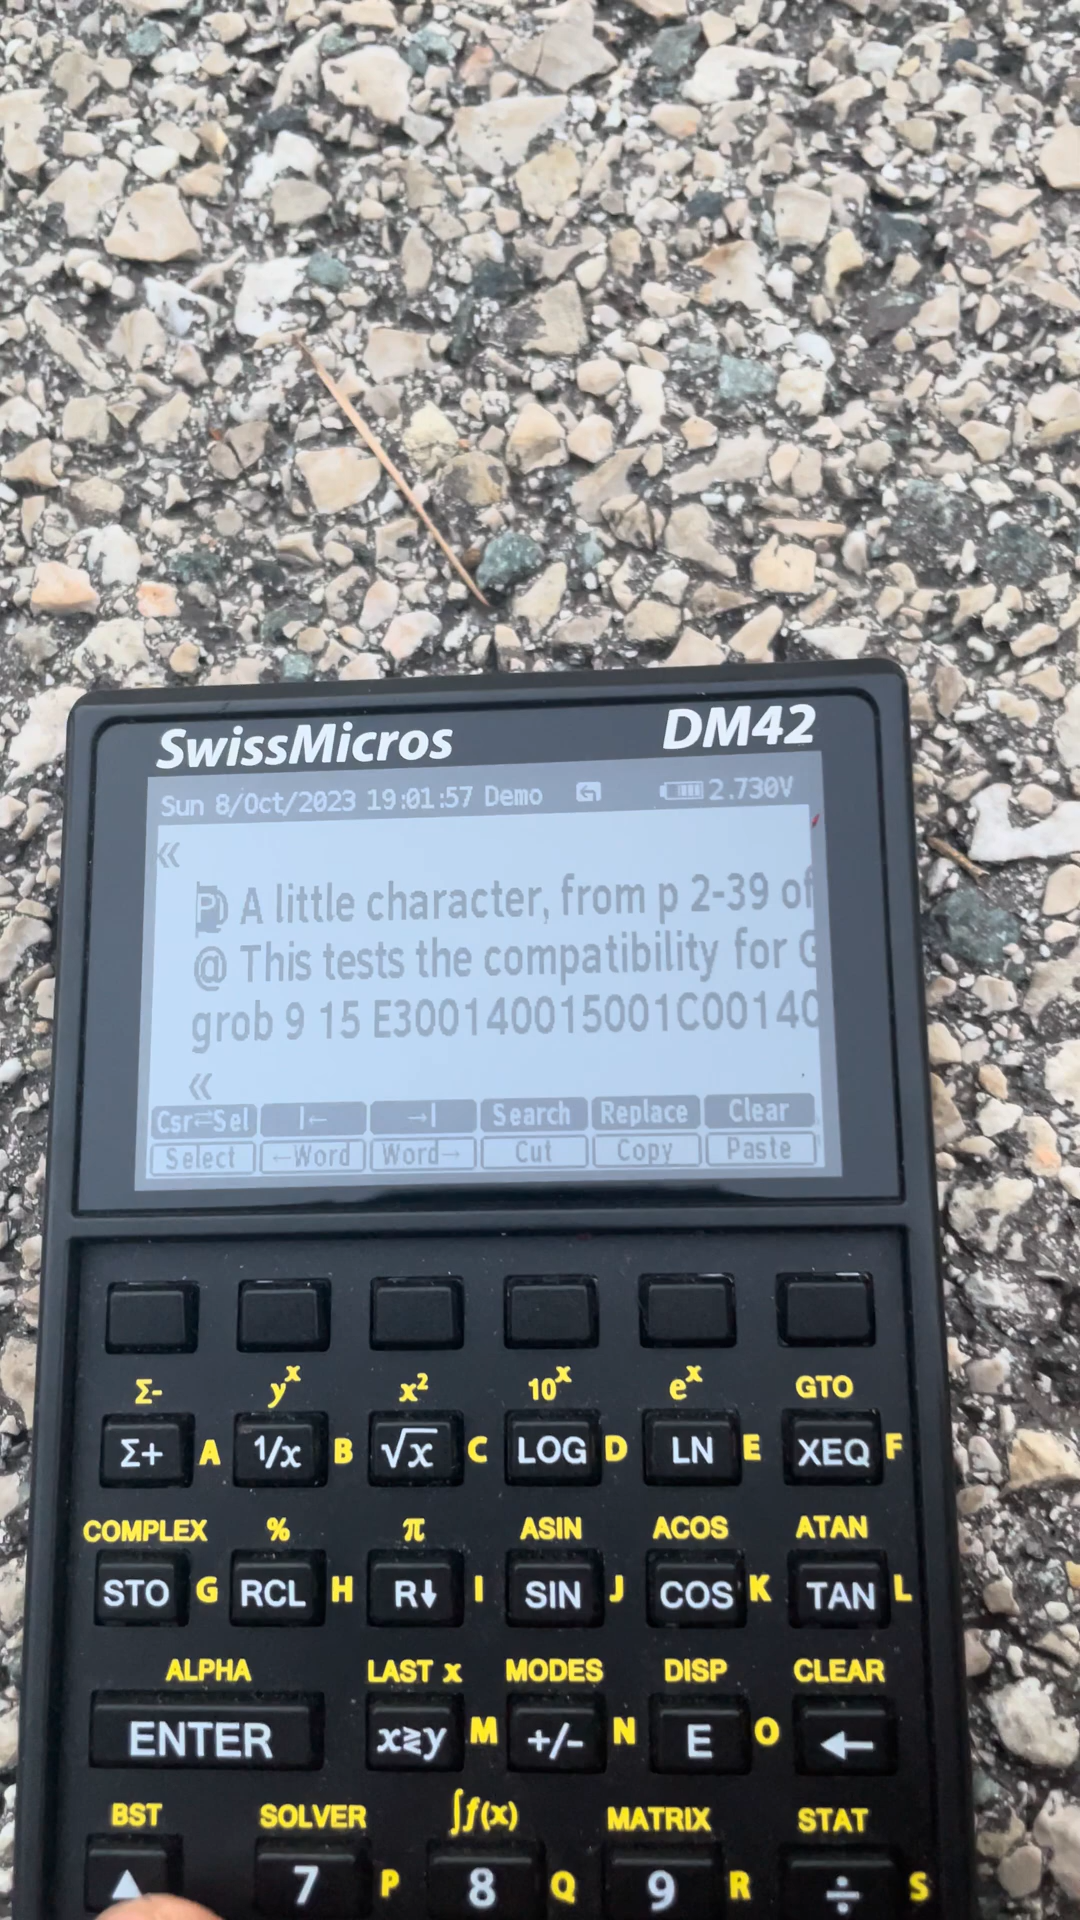 SwissMicros DM42
Sun 8/Oct/2023 19:01:57 Demo 2.730V
«
@ A little character, from p 2-39 of
@ This tests the compatibility for G
grob 9 15 E300140015001C00140
«
Csr⇄Sel |← →| Search Replace Clear
Select ←Word Word→ Cut Copy Paste
Σ- yˣ x² 10ˣ eˣ GTO
Σ+ A 1/x B √x C LOG D LN E XEQ F
COMPLEX % π ASIN ACOS ATAN
STO G RCL H R↓ I SIN J COS K TAN L
ALPHA LAST x MODES DISP CLEAR
ENTER x≷y M +/- N E O ←
BST SOLVER ∫f(x) MATRIX STAT
▲ 7 P 8 Q 9 R ÷ S